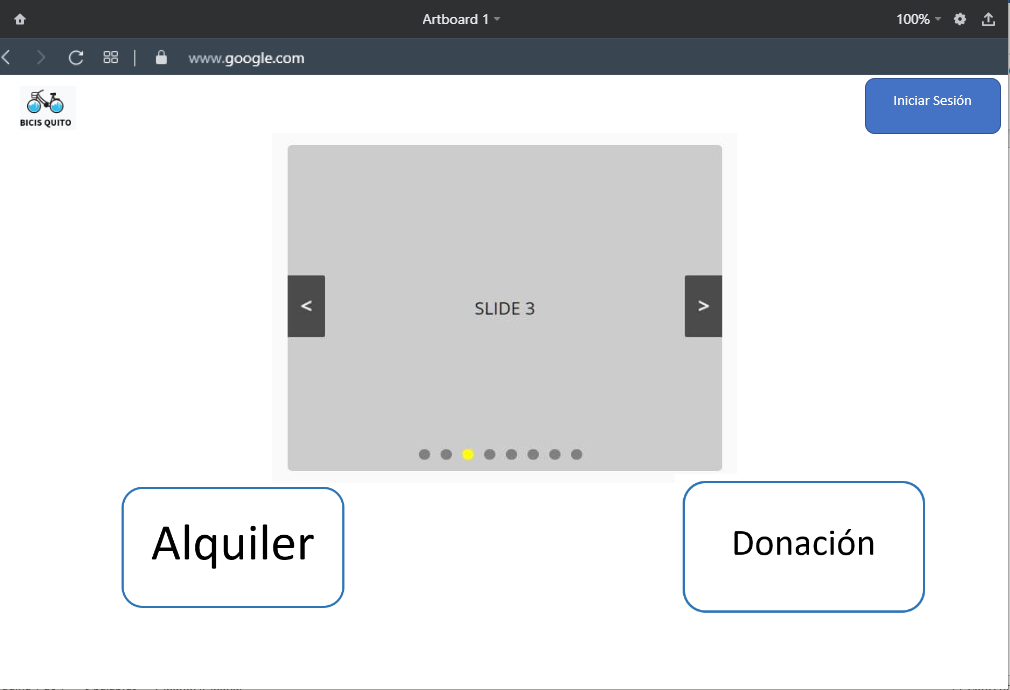 Artboard 1
100%
www.google.com
BICIS QUITO
Iniciar Sesión
<
SLIDE 3
>
Alquiler
Donación